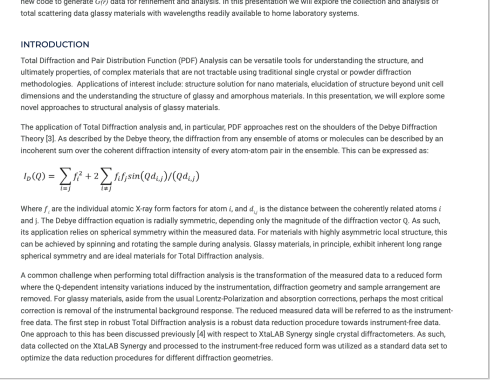 new code to generate G(r) data for refinement and analysis. In this presentation we will explore the collection and analysis of
total scattering data glassy materials with wavelengths readily available to home laboratory systems.
INTRODUCTION
Total Diffraction and Pair Distribution Function (PDF) Analysis can be versatile tools for understanding the structure, and
ultimately properties, of complex materials that are not tractable using traditional single crystal or powder diffraction
methodologies. Applications of interest include: structure solution for nano materials, elucidation of structure beyond unit cell
dimensions and the understanding of structure of glassy and amorphous materials. In this presentation, we will explore some
novel approaches to structural analysis of glassy materials.
The application of Total Diffraction analysis and, in particular, PDF approaches rest on the shoulders of the Debye Diffraction
Theory [3]. As described by the Debye theory, the diffraction from any ensemble of atoms or molecules can be described by an
incoherent sum over the coherent diffraction intensity of every atom-atom pair in the ensemble. This can be expressed as:
I_D(Q) = ∑_{i=j} f_i^2 + 2 ∑_{i≠j} f_i f_j sin(Qd_{i,j})/(Qd_{i,j})
Where f_i are the individual atomic X-ray form factors for atom i, and d_{i,j} is the distance between the coherently related atoms i
and j. The Debye diffraction equation is radially symmetric, depending only the magnitude of the diffraction vector Q. As such,
its application relies on spherical symmetry within the measured data. For materials with highly asymmetric local structure, this
can be achieved by spinning and rotating the sample during analysis. Glassy materials, in principle, exhibit inherent long range
spherical symmetry and are ideal materials for Total Diffraction analysis.
A common challenge when performing total diffraction analysis is the transformation of the measured data to a reduced form
where the Q-dependent intensity variations induced by the instrumentation, diffraction geometry and sample arrangement are
removed. For glassy materials, aside from the usual Lorentz-Polarization and absorption corrections, perhaps the most critical
correction is removal of the instrumental background response. The reduced measured data will be referred to as the instrument-
free data. The first step in robust Total Diffraction analysis is a robust data reduction procedure towards instrument-free data.
One approach to this has been discussed previously [4] with respect to XtaLAB Synergy single crystal diffractometers. As such,
data collected on the XtaLAB Synergy and processed to the instrument-free reduced form was utilized as a standard data set to
optimize the data reduction procedures for different diffraction geometries.